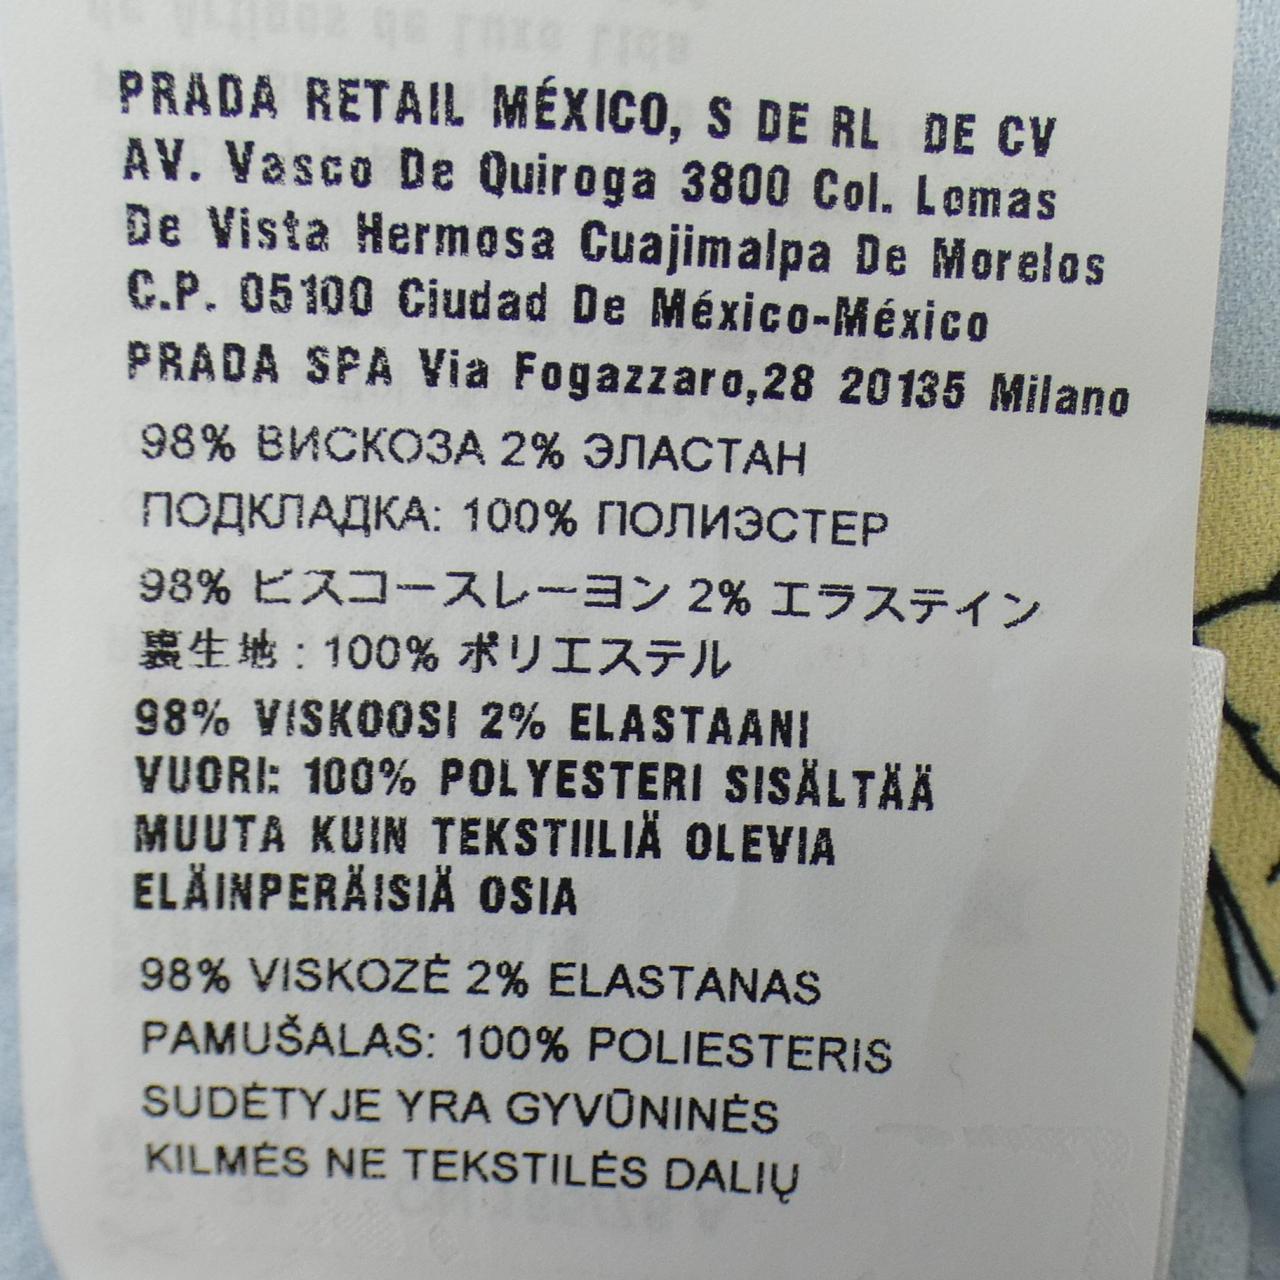 PRADA RETAIL MÉXICO, S DE RL DE CV
AV. Vasco De Quiroga 3800 Col. Lomas
De Vista Hermosa Cuajimalpa De Morelos
C.P. 05100 Ciudad De México-México
PRADA SPA Via Fogazzaro,28 20135 Milano
98% ВИСКОЗА 2% ЭЛАСТАН
ПОДКЛАДКА: 100% ПОЛИЭСТЕР
98% ビスコースレーヨン 2% エラステイン
裏生地 : 100% ポリエステル
98% VISKOOSI 2% ELASTAANI
VUORI: 100% POLYESTERI SISÄLTÄÄ
MUUTA KUIN TEKSTIILIÄ OLEVIA
ELÄINPERÄISIÄ OSIA
98% VISKOZĖ 2% ELASTANAS
PAMUŠALAS: 100% POLIESTERIS
SUDĖTYJE YRA GYVŪNINĖS
KILMĖS NE TEKSTILĖS DALIŲ